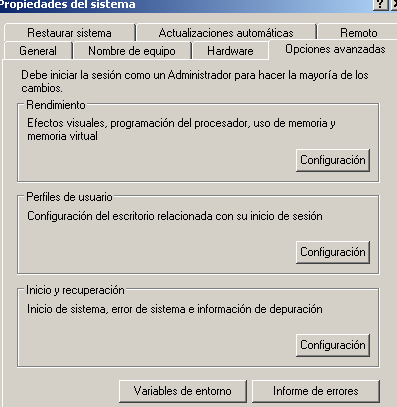 Propiedades del sistema
Restaurar sistema Actualizaciones automáticas Remoto
General Nombre de equipo Hardware Opciones avanzadas
Debe iniciar la sesión como un Administrador para hacer la mayoría de los
cambios.
Rendimiento
Efectos visuales, programación del procesador, uso de memoria y
memoria virtual
Configuración
Perfiles de usuario
Configuración del escritorio relacionada con su inicio de sesión
Configuración
Inicio y recuperación
Inicio de sistema, error de sistema e información de depuración
Configuración
Variables de entorno Informe de errores